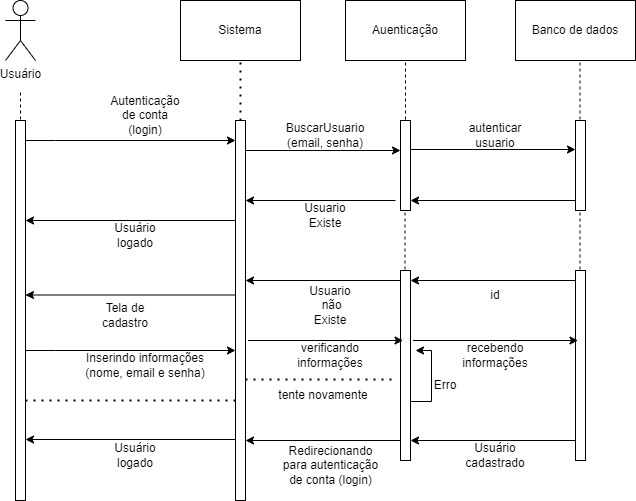 Sistema
Auenticação
Banco de dados
Usuário
Autenticação
de conta
(login)
BuscarUsuario
(email, senha)
autenticar
usuario
Usuario
Existe
Usuário
logado
Usuario
não
Existe
id
Tela de
cadastro
Inserindo informações
(nome, email e senha)
verificando
informações
recebendo
informações
Erro
tente novamente
Usuário
logado
Redirecionando
para autenticação
de conta (login)
Usuário
cadastrado